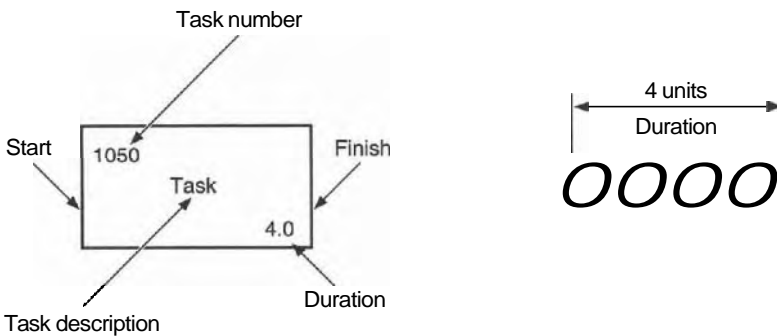 Task number
4 units
Duration
Start
1050
Finish
Task
OOOO
4.0
Duration
Task description